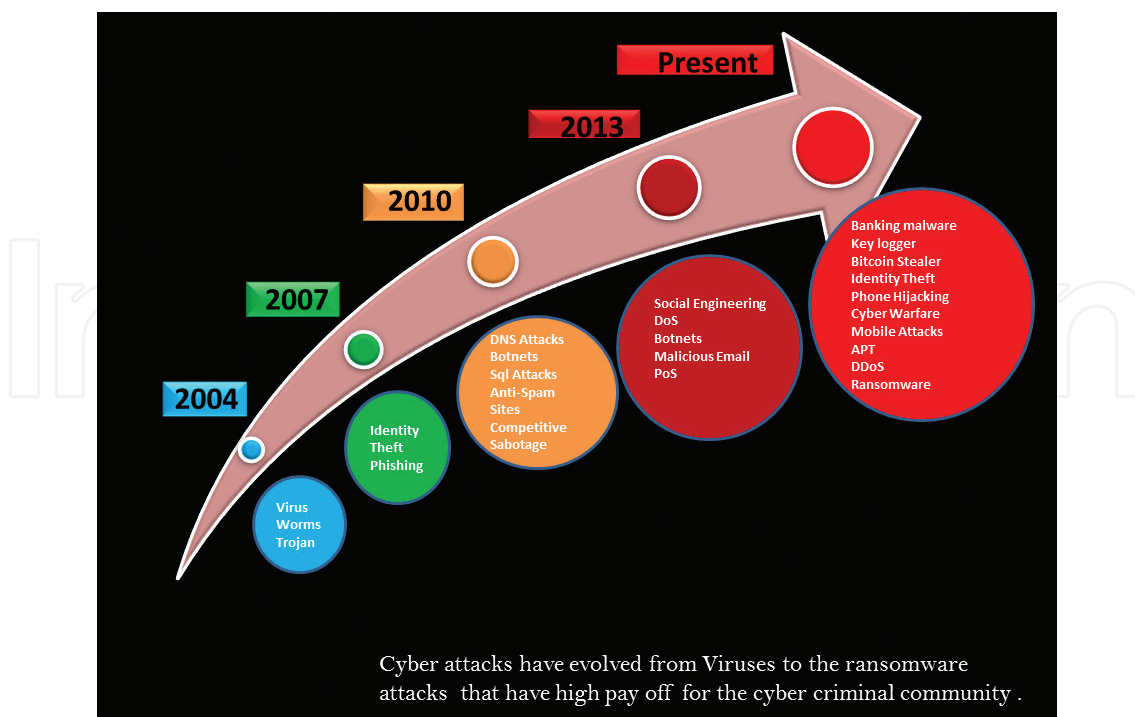 Present
2013
2010
2007
2004
Virus
Worms
Trojan
Identity
Theft
Phishing
DNS Attacks
Botnets
Sql Attacks
Anti-Spam
Sites
Competitive
Sabotage
Social Engineering
DoS
Botnets
Malicious Email
PoS
Banking malware
Key logger
Bitcoin Stealer
Identity Theft
Phone Hijacking
Cyber Warfare
Mobile Attacks
APT
DDoS
Ransomware
Cyber attacks have evolved from Viruses to the ransomware
attacks that have high pay off for the cyber criminal community .